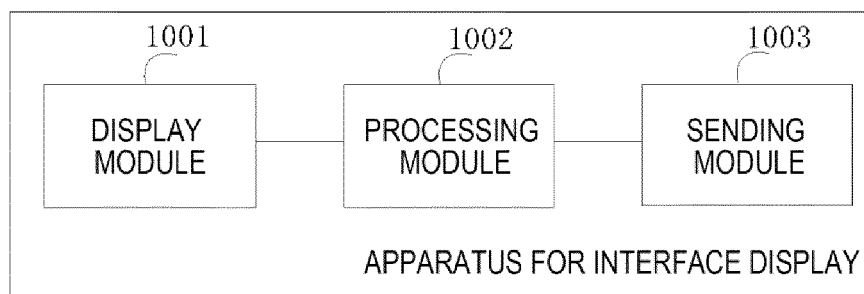 1001 1002 1003
DISPLAY MODULE
PROCESSING MODULE
SENDING MODULE
APPARATUS FOR INTERFACE DISPLAY